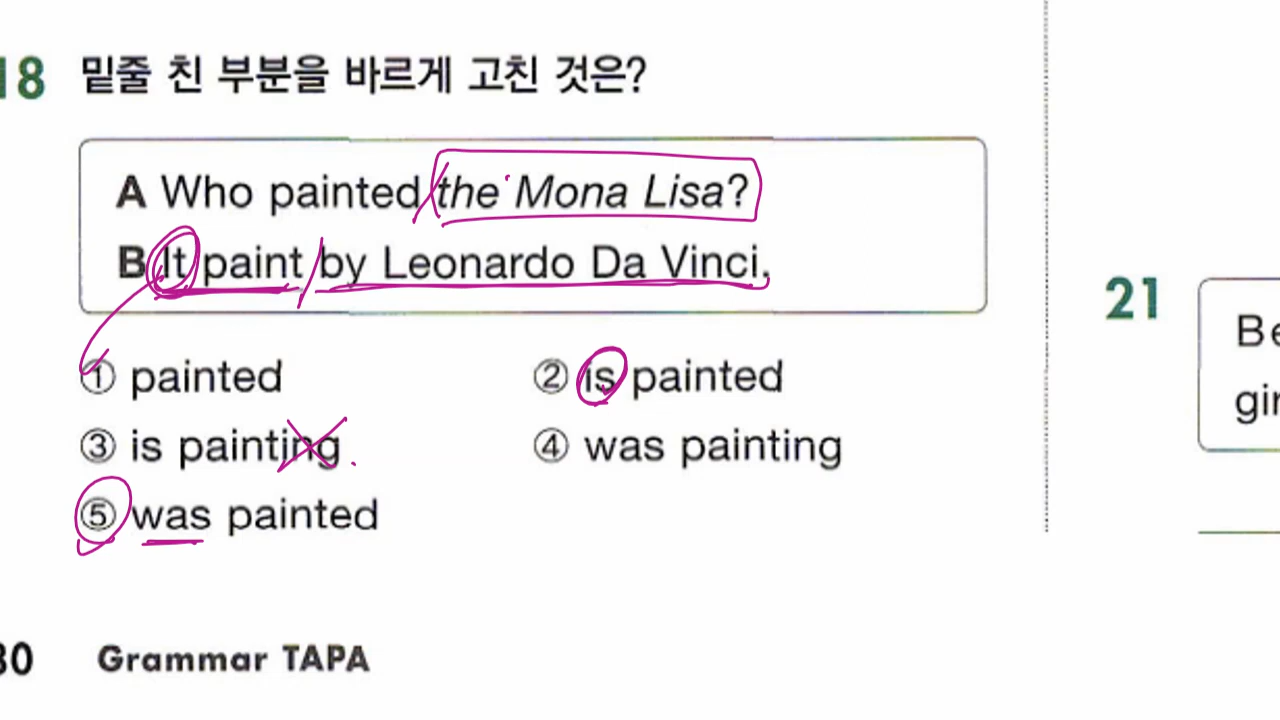 18 밑줄 친 부분을 바르게 고친 것은?
A Who painted the Mona Lisa?
B It paint by Leonardo Da Vinci.
① painted ② is painted
③ is painting ④ was painting
⑤ was painted
21
Be
gir
30 Grammar TAPA